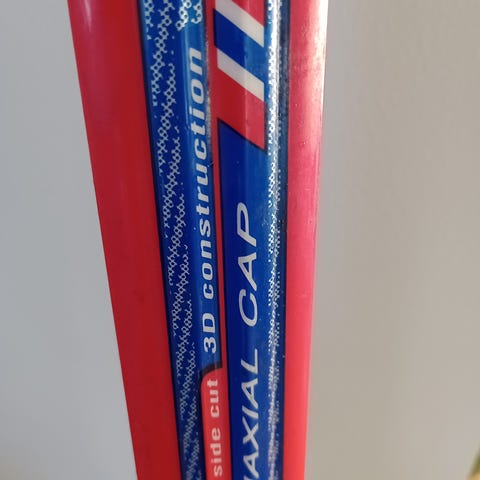 side cut 3D construction
AXIAL CAP